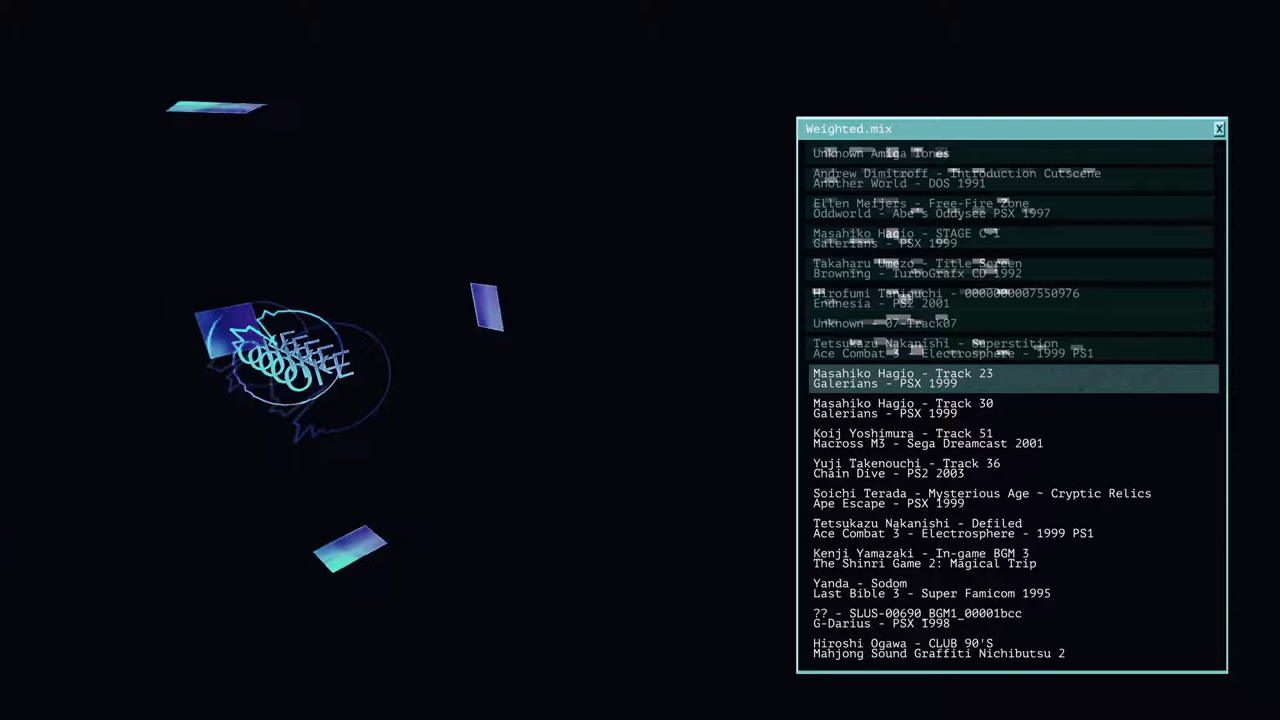 Weighted.mix
X
Unknown Amiga Tones
Andrew Dimitroff - Introduction Cutscene
Another World - DOS 1991
Ellen Meijers - Free-Fire Zone
Oddworld - Abe's Oddysee PSX 1997
Masahiko Hagio - STAGE C-1
Galerians - PSX 1999
Takaharu Umezo - Title Screen
Browning - TurboGrafx CD 1992
Hirofumi Taniguchi - 0000000007550976
Endnesia - PS2 2001
Unknown - 07-Track07
Tetsukazu Nakanishi - Superstition
Ace Combat 3 - Electrosphere - 1999 PS1
Masahiko Hagio - Track 23
Galerians - PSX 1999
Masahiko Hagio - Track 30
Galerians - PSX 1999
Koij Yoshimura - Track 51
Macross M3 - Sega Dreamcast 2001
Yuji Takenouchi - Track 36
Chain Dive - PS2 2003
Soichi Terada - Mysterious Age ~ Cryptic Relics
Ape Escape - PSX 1999
Tetsukazu Nakanishi - Defiled
Ace Combat 3 - Electrosphere - 1999 PS1
Kenji Yamazaki - In-game BGM 3
The Shinri Game 2: Magical Trip
Yanda - Sodom
Last Bible 3 - Super Famicom 1995
?? - SLUS-00690_BGM1_00001bcc
G-Darius - PSX 1998
Hiroshi Ogawa - CLUB 90'S
Mahjong Sound Graffiti Nichibutsu 2